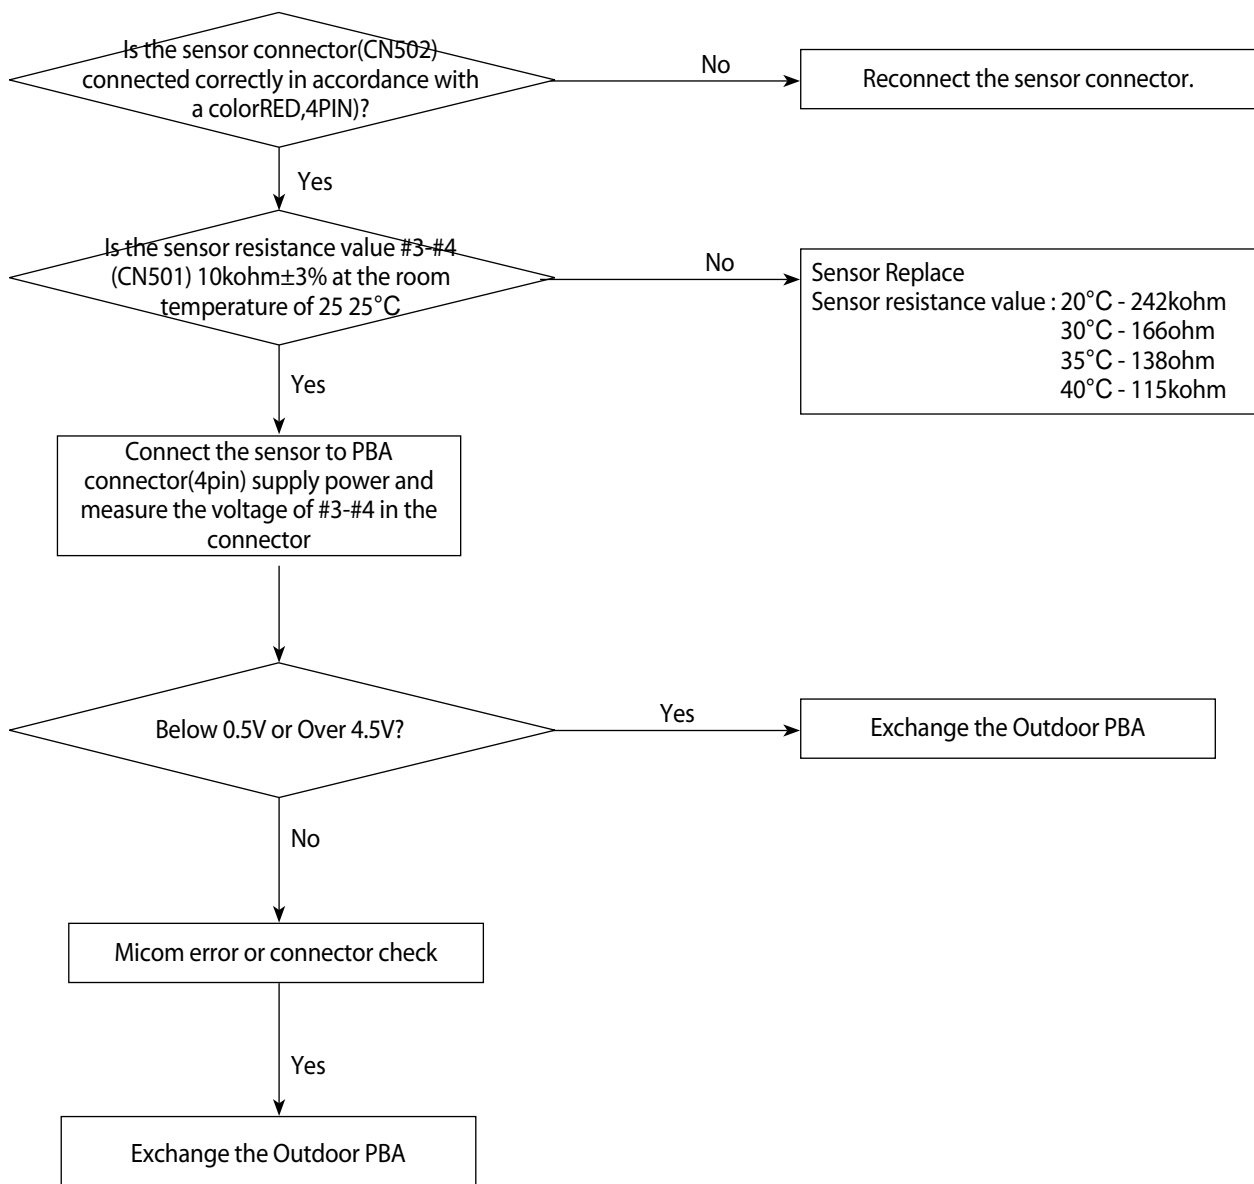 Is the sensor connector(CN502)
connected correctly in accordance with
a colorRED,4PIN)?
No
Reconnect the sensor connector.
Yes
Is the sensor resistance value #3-#4
(CN501) 10kohm±3% at the room
temperature of 25 25°C
No
Sensor Replace
Sensor resistance value : 20°C - 242kohm
30°C - 166ohm
35°C - 138ohm
40°C - 115kohm
Yes
Connect the sensor to PBA
connector(4pin) supply power and
measure the voltage of #3-#4 in the
connector
Below 0.5V or Over 4.5V?
Yes
Exchange the Outdoor PBA
No
Micom error or connector check
Yes
Exchange the Outdoor PBA